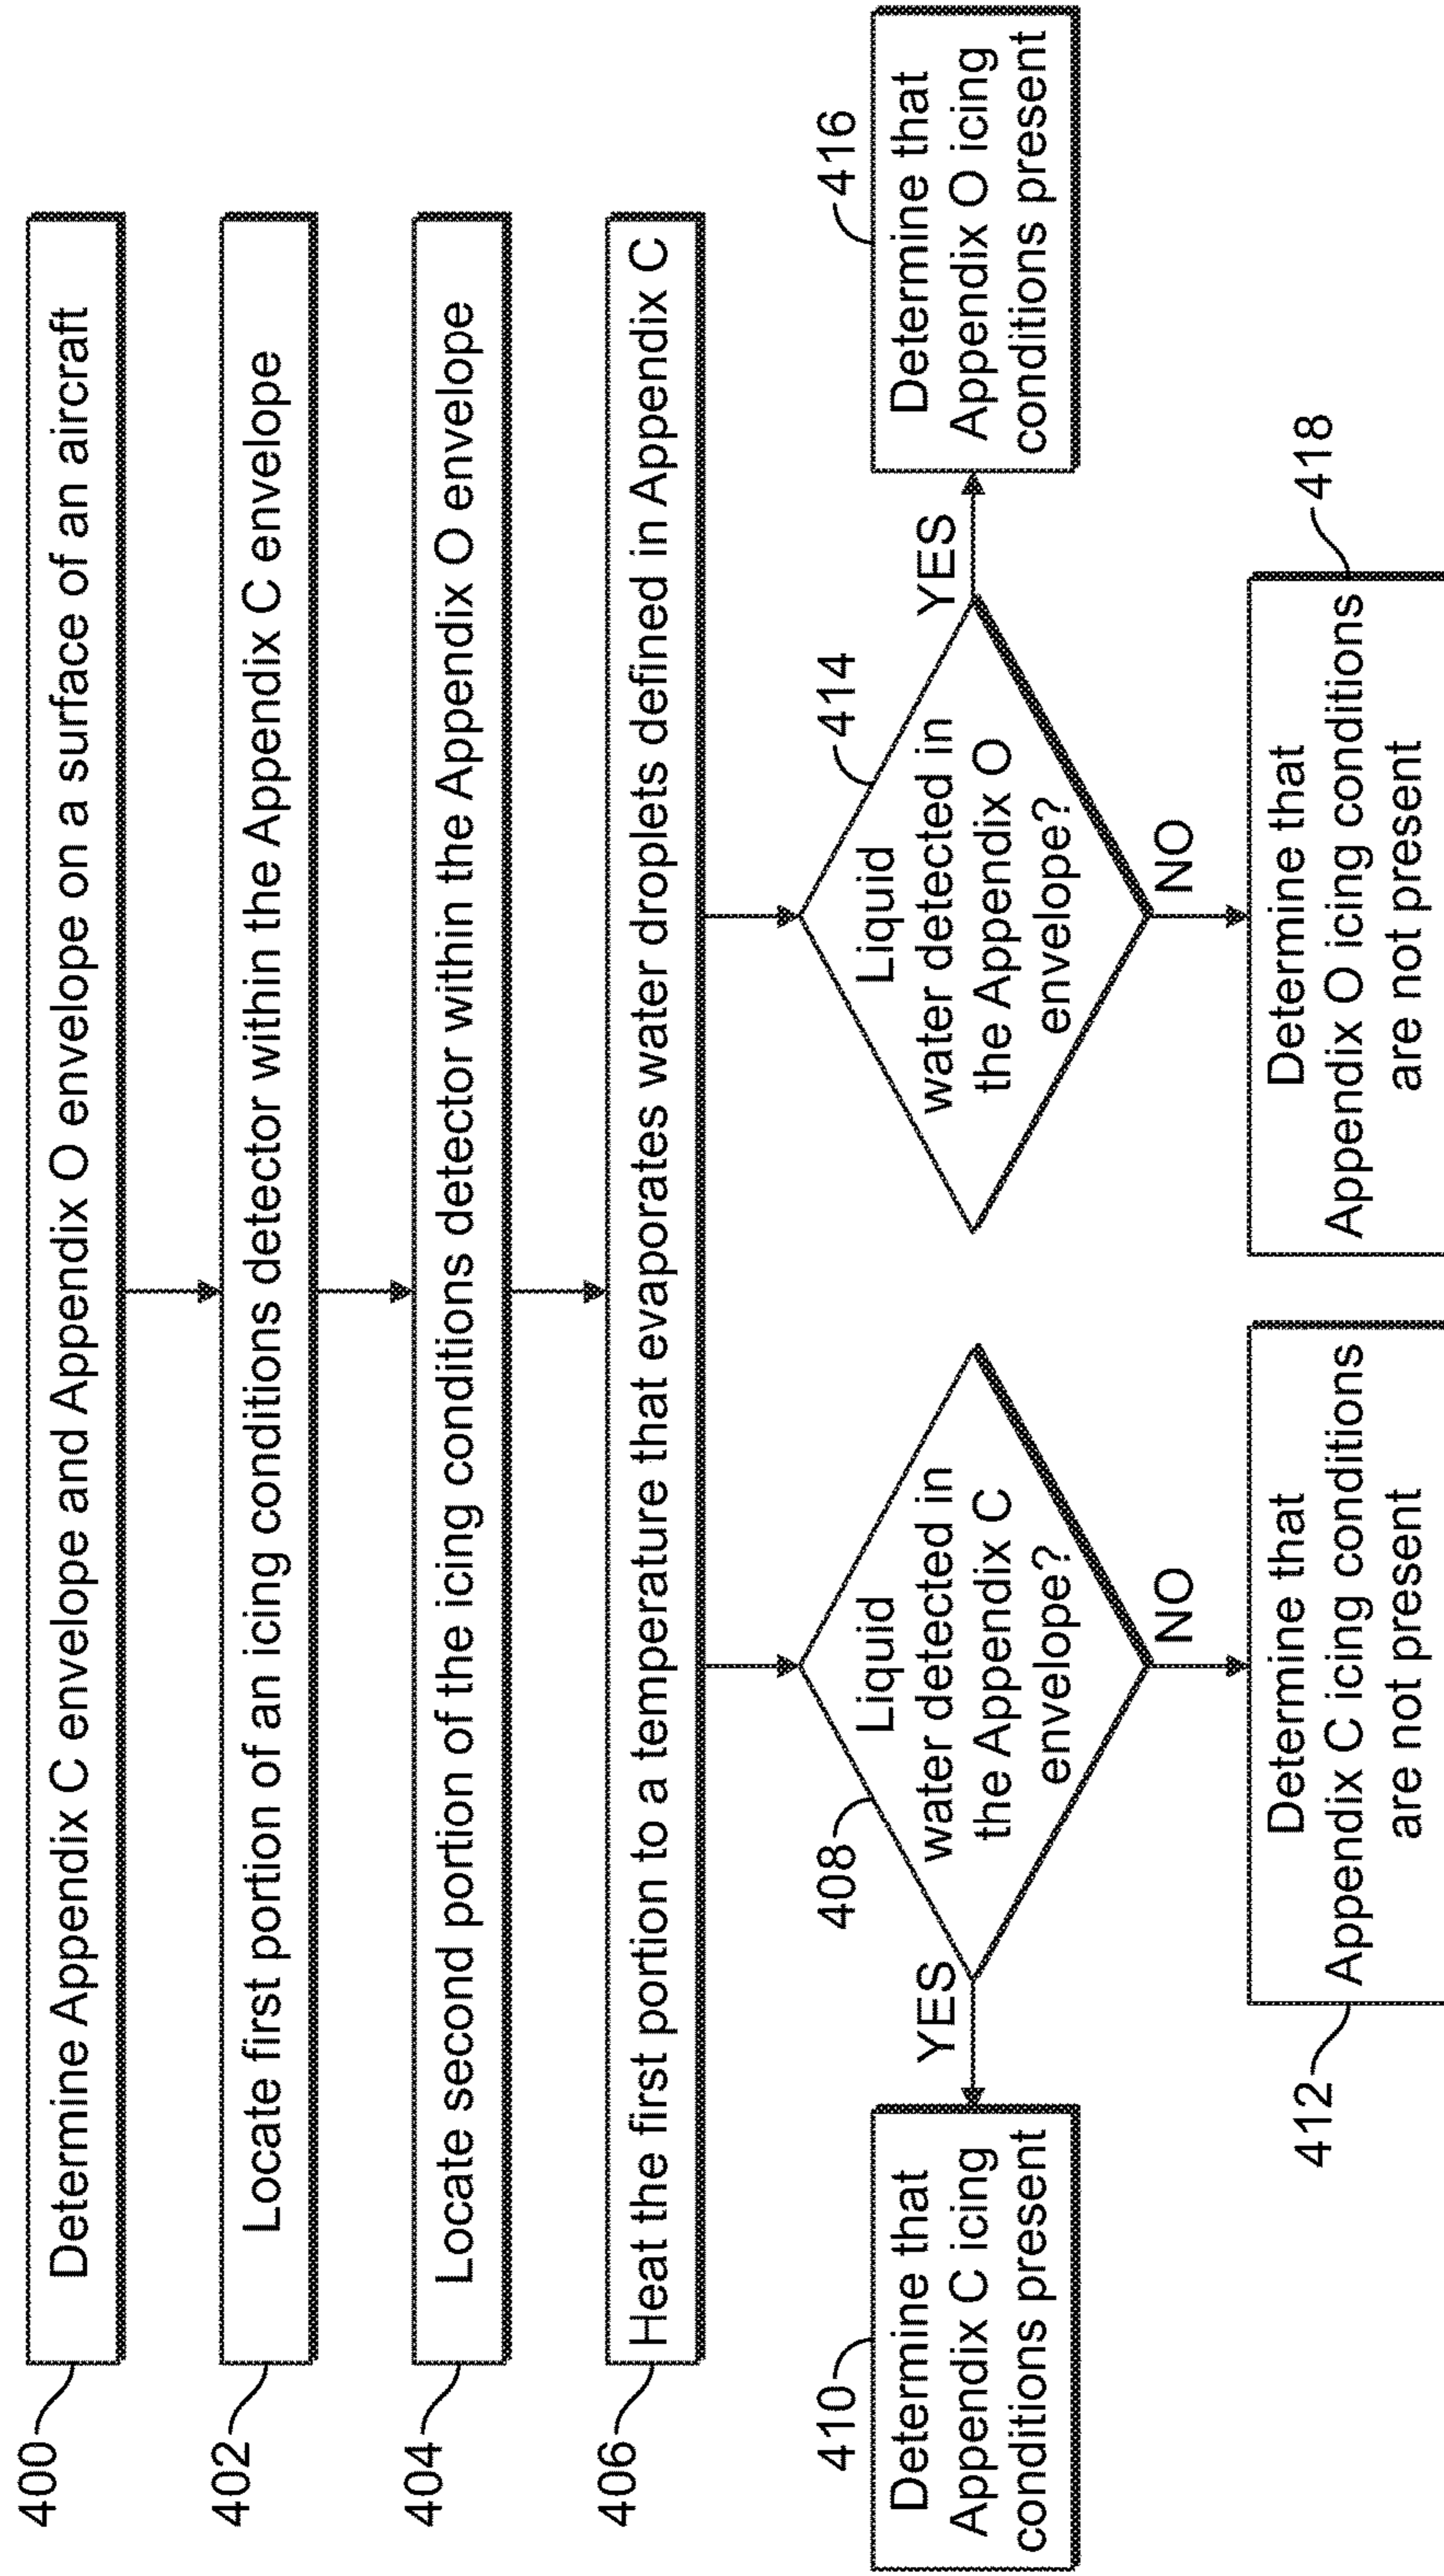 400
Determine Appendix C envelope and Appendix O envelope on a surface of an aircraft
402
Locate first portion of an icing conditions detector within the Appendix C envelope
404
Locate second portion of the icing conditions detector within the Appendix O envelope
406
Heat the first portion to a temperature that evaporates water droplets defined in Appendix C
408
Liquid
water detected in
the Appendix C
envelope?
YES
410
Determine that
Appendix C icing
conditions present
NO
412
Determine that
Appendix C icing conditions
are not present
414
Liquid
water detected in
the Appendix O
envelope?
YES
416
Determine that
Appendix O icing
conditions present
NO
418
Determine that
Appendix O icing conditions
are not present